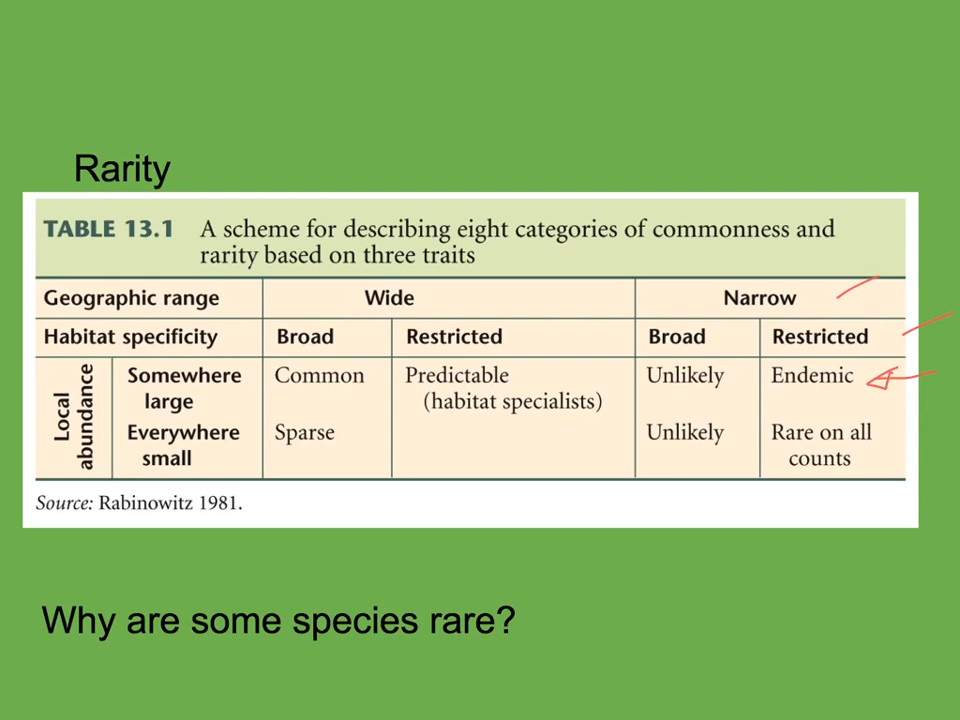 Rarity
TABLE 13.1 A scheme for describing eight categories of commonness and
rarity based on three traits
Geographic range Wide Narrow
Habitat specificity Broad Restricted Broad Restricted
Local abundance
Somewhere large Common Predictable (habitat specialists) Unlikely Endemic
Everywhere small Sparse Unlikely Rare on all counts
Source: Rabinowitz 1981.
Why are some species rare?